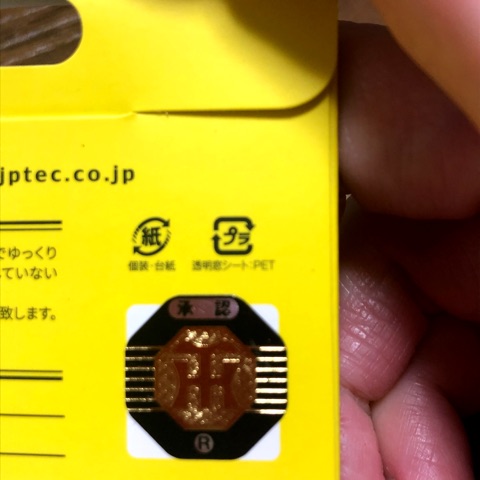 jptec.co.jp
紙
プラ
個装・台紙
透明窓シート:PET
でゆっくり
ていない
致します。
承認
R